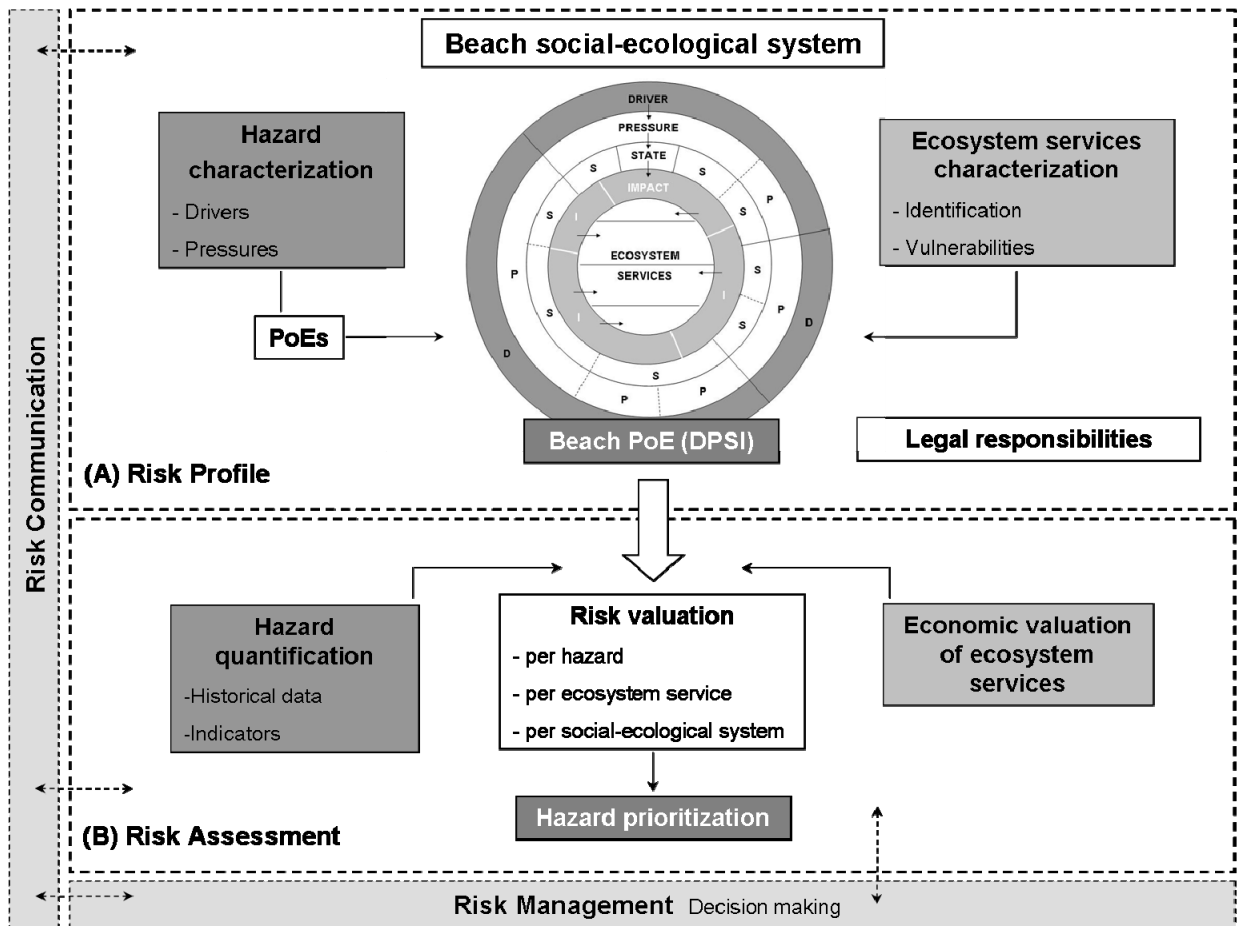 Beach social-ecological system
Hazard
characterization
- Drivers
- Pressures
PoEs
DRIVER
PRESSURE
STATE
IMPACT
S
S
S
S
S
S
S
S
P
P
P
P
P
I
I
I
D
D
ECOSYSTEM
SERVICES
Beach PoE (DPSI)
Ecosystem services
characterization
- Identification
- Vulnerabilities
Legal responsibilities
(A) Risk Profile
Risk Communication
Hazard
quantification
-Historical data
-Indicators
Risk valuation
- per hazard
- per ecosystem service
- per social-ecological system
Hazard prioritization
Economic valuation
of ecosystem
services
(B) Risk Assessment
Risk Management Decision making